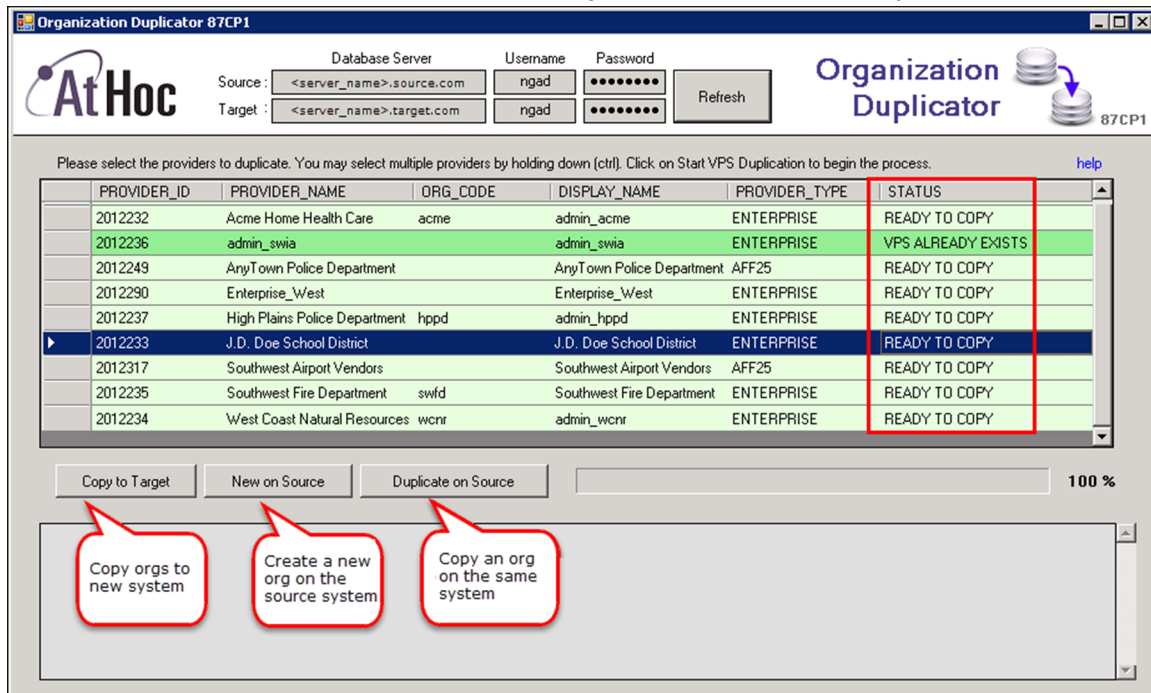 Organization Duplicator 87CP1
AtHoc
Database Server Username Password
Source : <server_name>.source.com ngad ●●●●●●●●
Target : <server_name>.target.com ngad ●●●●●●●●
Refresh
Organization
Duplicator
87CP1
Please select the providers to duplicate. You may select multiple providers by holding down (ctrl). Click on Start VPS Duplication to begin the process. help
PROVIDER_ID PROVIDER_NAME ORG_CODE DISPLAY_NAME PROVIDER_TYPE STATUS
2012232 Acme Home Health Care acme admin_acme ENTERPRISE READY TO COPY
2012236 admin_swia admin_swia ENTERPRISE VPS ALREADY EXISTS
2012249 AnyTown Police Department AnyTown Police Department AFF25 READY TO COPY
2012290 Enterprise_West Enterprise_West ENTERPRISE READY TO COPY
2012237 High Plains Police Department hppd admin_hppd ENTERPRISE READY TO COPY
2012233 J.D. Doe School District J.D. Doe School District ENTERPRISE READY TO COPY
2012317 Southwest Airport Vendors Southwest Airport Vendors AFF25 READY TO COPY
2012235 Southwest Fire Department swfd Southwest Fire Department ENTERPRISE READY TO COPY
2012234 West Coast Natural Resources wcnr admin_wcnr ENTERPRISE READY TO COPY
Copy to Target New on Source Duplicate on Source 100 %
Copy orgs to
new system
Create a new
org on the
source system
Copy an org
on the same
system